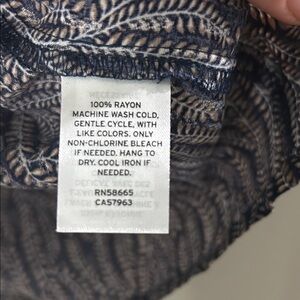 100% RAYON
MACHINE WASH COLD,
GENTLE CYCLE, WITH
LIKE COLORS. ONLY
NON-CHLORINE BLEACH
IF NEEDED. HANG TO
DRY. COOL IRON IF
NEEDED.
RN58665
CA57963